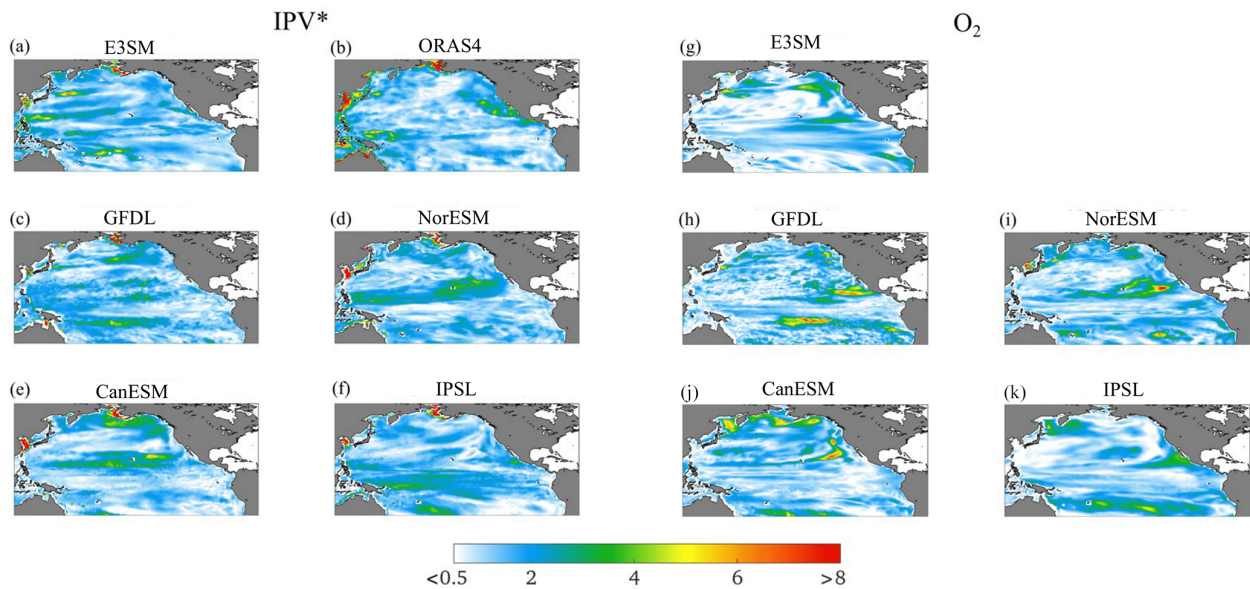 IPV*
O2
(a) E3SM
(b) ORAS4
(g) E3SM
(c) GFDL
(d) NorESM
(h) GFDL
(i) NorESM
(e) CanESM
(f) IPSL
(j) CanESM
(k) IPSL
<0.5 2 4 6 >8